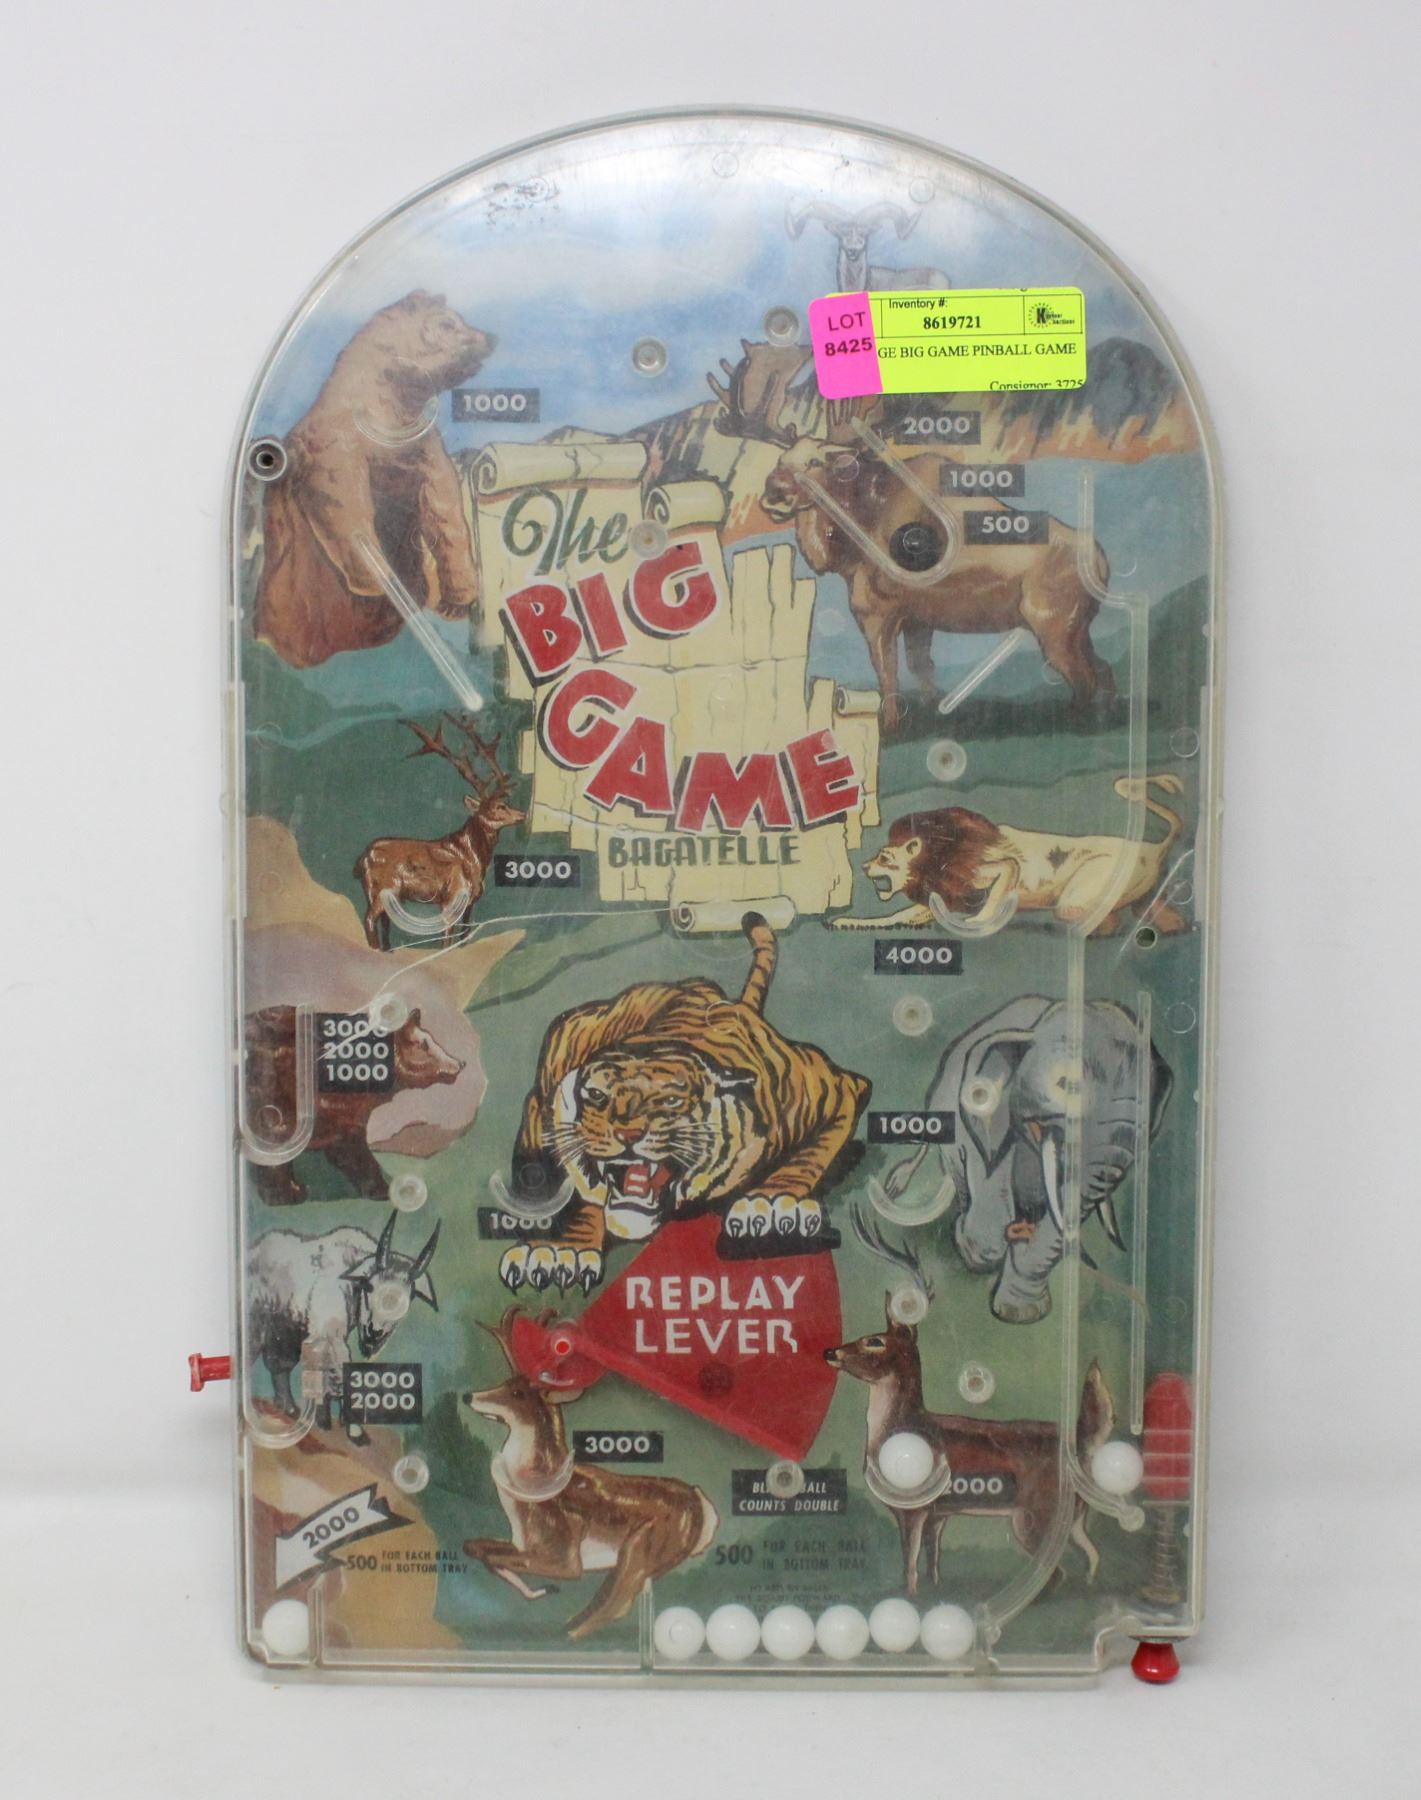 Inventory #:
8619721
LOT
8425
GE BIG GAME PINBALL GAME
Consignor: 3725
1000
2000
1000
500
The
BIG
GAME
BAGATELLE
3000
4000
3000
2000
1000
1000
1000
REPLAY
LEVER
3000
2000
3000
2000
BALL
COUNTS DOUBLE
2000
500 FOR EACH BALL
IN BOTTOM TRAY
500 FOR EACH BALL
IN BOTTOM TRAY